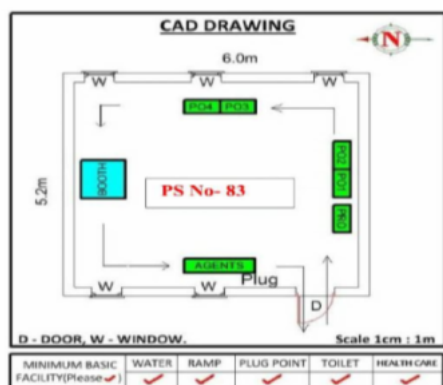 CAD DRAWING
N
6.0m
W W W
PO4 PO3
5.2m
BOOTH
PO2
PO1
PS No- 83
PRO
AGENTS
Plug
W W
D
D - DOOR, W - WINDOW. Scale 1cm : 1m
MINIMUM BASIC FACILITY(Please✓) WATER RAMP PLUG POINT TOILET HEALTH CARE
✓ ✓ ✓ ✓ ✓